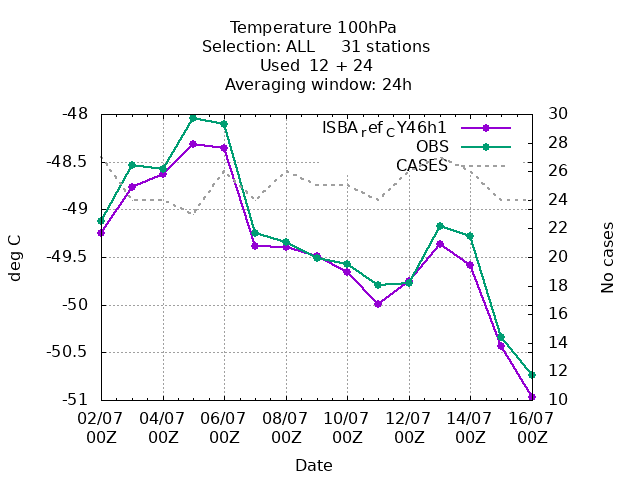 Temperature 100hPa
Selection: ALL 31 stations
Used 12 + 24
Averaging window: 24h
-48
-48.5
-49
-49.5
-50
-50.5
-51
deg C
ISBA_ref_CY46h1
OBS
CASES
30
28
26
24
22
20
18
16
14
12
10
No cases
02/07 04/07 06/07 08/07 10/07 12/07 14/07 16/07
00Z 00Z 00Z 00Z 00Z 00Z 00Z 00Z
Date